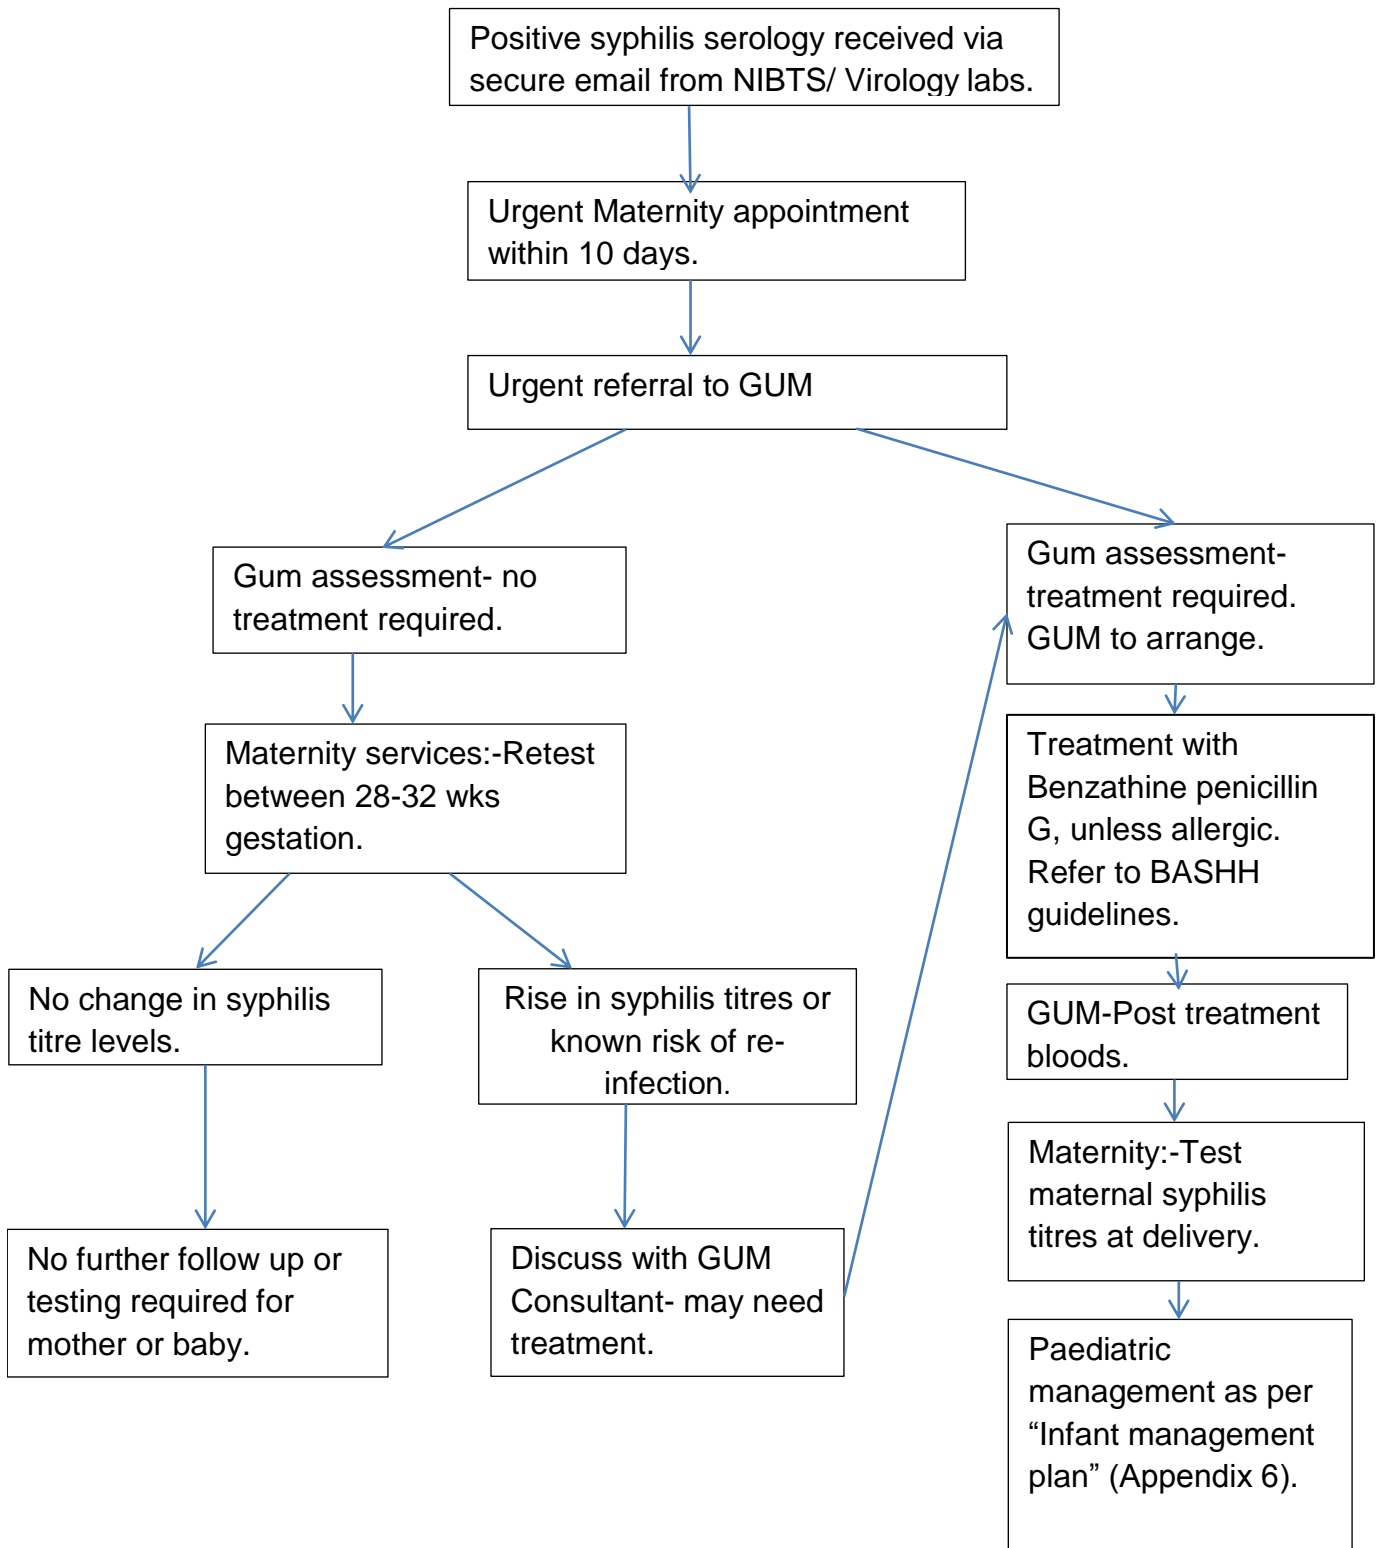 Positive syphilis serology received via
secure email from NIBTS/ Virology labs.
Urgent Maternity appointment
within 10 days.
Urgent referral to GUM
Gum assessment- no
treatment required.
Gum assessment-
treatment required.
GUM to arrange.
Maternity services:-Retest
between 28-32 wks
gestation.
Treatment with
Benzathine penicillin
G, unless allergic.
Refer to BASHH
guidelines.
No change in syphilis
titre levels.
Rise in syphilis titres or
known risk of re-
infection.
GUM-Post treatment
bloods.
Maternity:-Test
maternal syphilis
titres at delivery.
No further follow up or
testing required for
mother or baby.
Discuss with GUM
Consultant- may need
treatment.
Paediatric
management as per
“Infant management
plan” (Appendix 6).